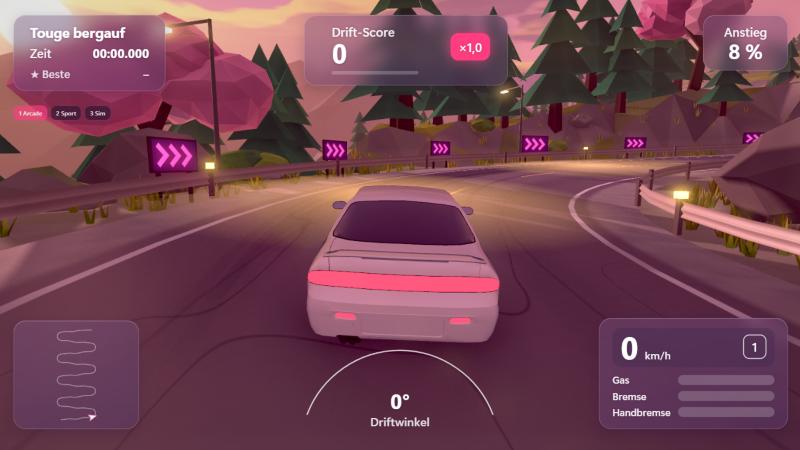 Touge bergauf
Zeit 00:00.000
★ Beste –
1 Arcade 2 Sport 3 Sim
Drift-Score
0 ×1,0
Anstieg
8 %
0°
Driftwinkel
0 km/h 1
Gas
Bremse
Handbremse